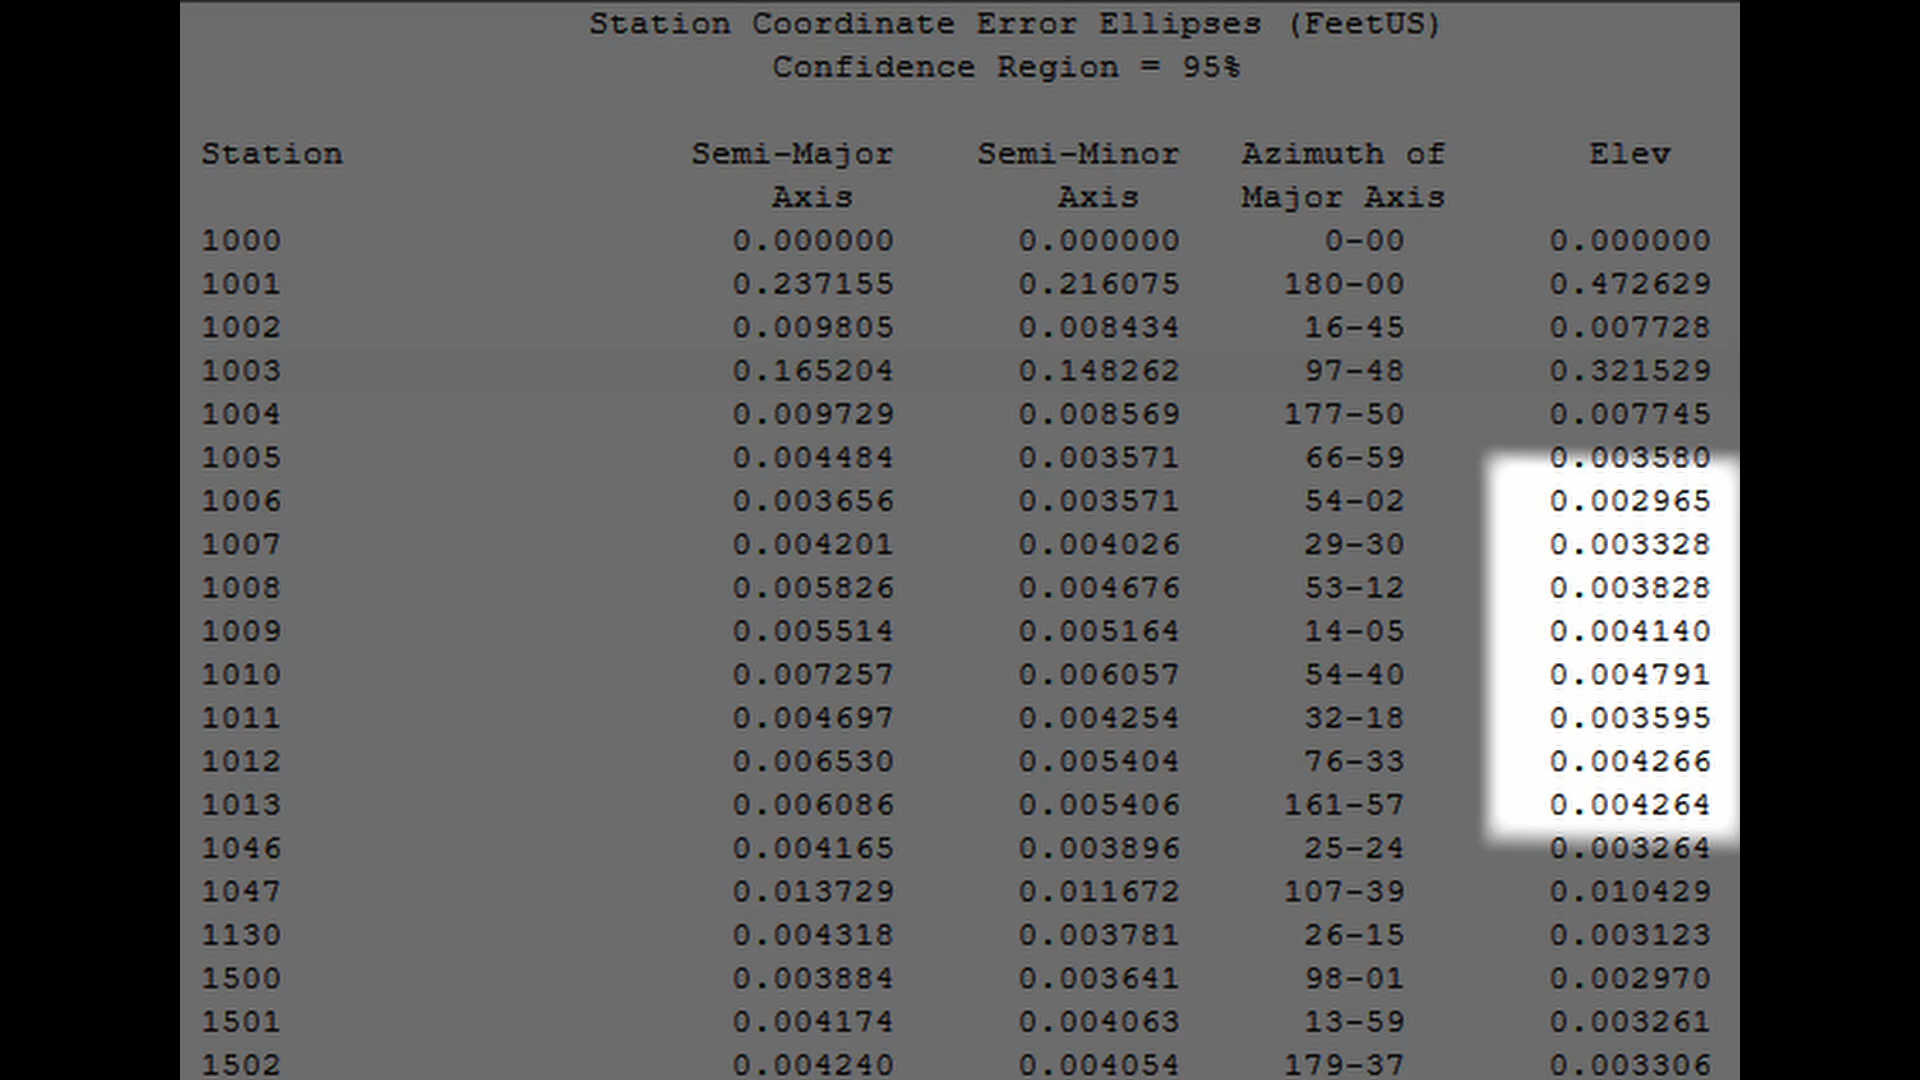 Station Coordinate Error Ellipses (FeetUS)
Confidence Region = 95%
Station Semi-Major Semi-Minor Azimuth of Elev
Axis Axis Major Axis
1000 0.000000 0.000000 0-00 0.000000
1001 0.237155 0.216075 180-00 0.472629
1002 0.009805 0.008434 16-45 0.007728
1003 0.165204 0.148262 97-48 0.321529
1004 0.009729 0.008569 177-50 0.007745
1005 0.004484 0.003571 66-59 0.003580
1006 0.003656 0.003571 54-02 0.002965
1007 0.004201 0.004026 29-30 0.003328
1008 0.005826 0.004676 53-12 0.003828
1009 0.005514 0.005164 14-05 0.004140
1010 0.007257 0.006057 54-40 0.004791
1011 0.004697 0.004254 32-18 0.003595
1012 0.006530 0.005404 76-33 0.004266
1013 0.006086 0.005406 161-57 0.004264
1046 0.004165 0.003896 25-24 0.003264
1047 0.013729 0.011672 107-39 0.010429
1130 0.004318 0.003781 26-15 0.003123
1500 0.003884 0.003641 98-01 0.002970
1501 0.004174 0.004063 13-59 0.003261
1502 0.004240 0.004054 179-37 0.003306